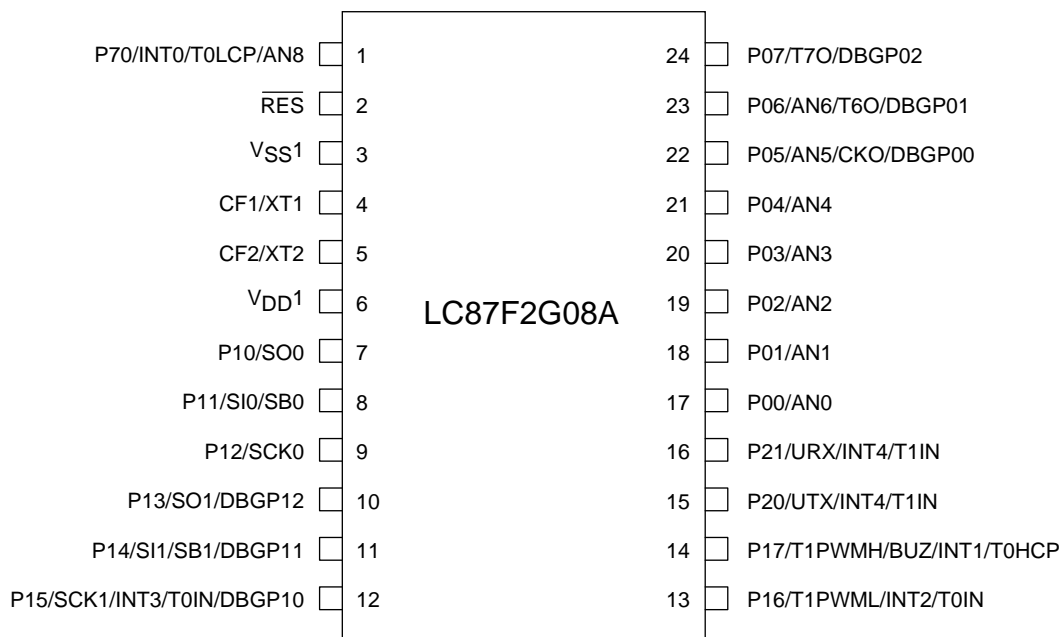 P70/INT0/T0LCP/AN8 1 24 P07/T7O/DBGP02
RES 2 23 P06/AN6/T6O/DBGP01
VSS1 3 22 P05/AN5/CKO/DBGP00
CF1/XT1 4 21 P04/AN4
CF2/XT2 5 20 P03/AN3
VDD1 6 19 P02/AN2
LC87F2G08A
P10/SO0 7 18 P01/AN1
P11/SI0/SB0 8 17 P00/AN0
P12/SCK0 9 16 P21/URX/INT4/T1IN
P13/SO1/DBGP12 10 15 P20/UTX/INT4/T1IN
P14/SI1/SB1/DBGP11 11 14 P17/T1PWMH/BUZ/INT1/T0HCP
P15/SCK1/INT3/T0IN/DBGP10 12 13 P16/T1PWML/INT2/T0IN